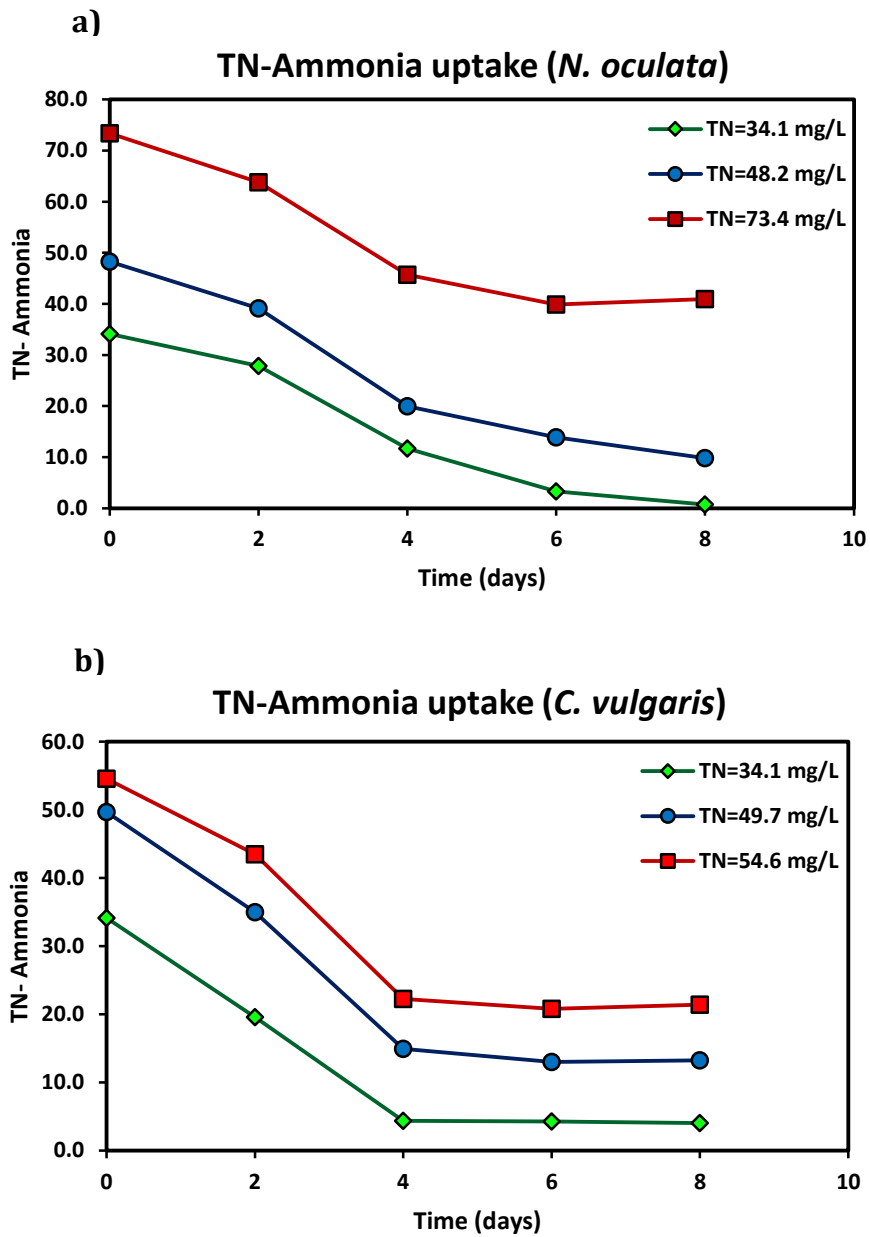 a)
TN-Ammonia uptake (N. oculata)
80.0
70.0
60.0
50.0
40.0
30.0
20.0
10.0
0.0
TN- Ammonia
TN=34.1 mg/L
TN=48.2 mg/L
TN=73.4 mg/L
0 2 4 6 8 10
Time (days)
b)
TN-Ammonia uptake (C. vulgaris)
60.0
50.0
40.0
30.0
20.0
10.0
0.0
TN- Ammonia
TN=34.1 mg/L
TN=49.7 mg/L
TN=54.6 mg/L
0 2 4 6 8 10
Time (days)